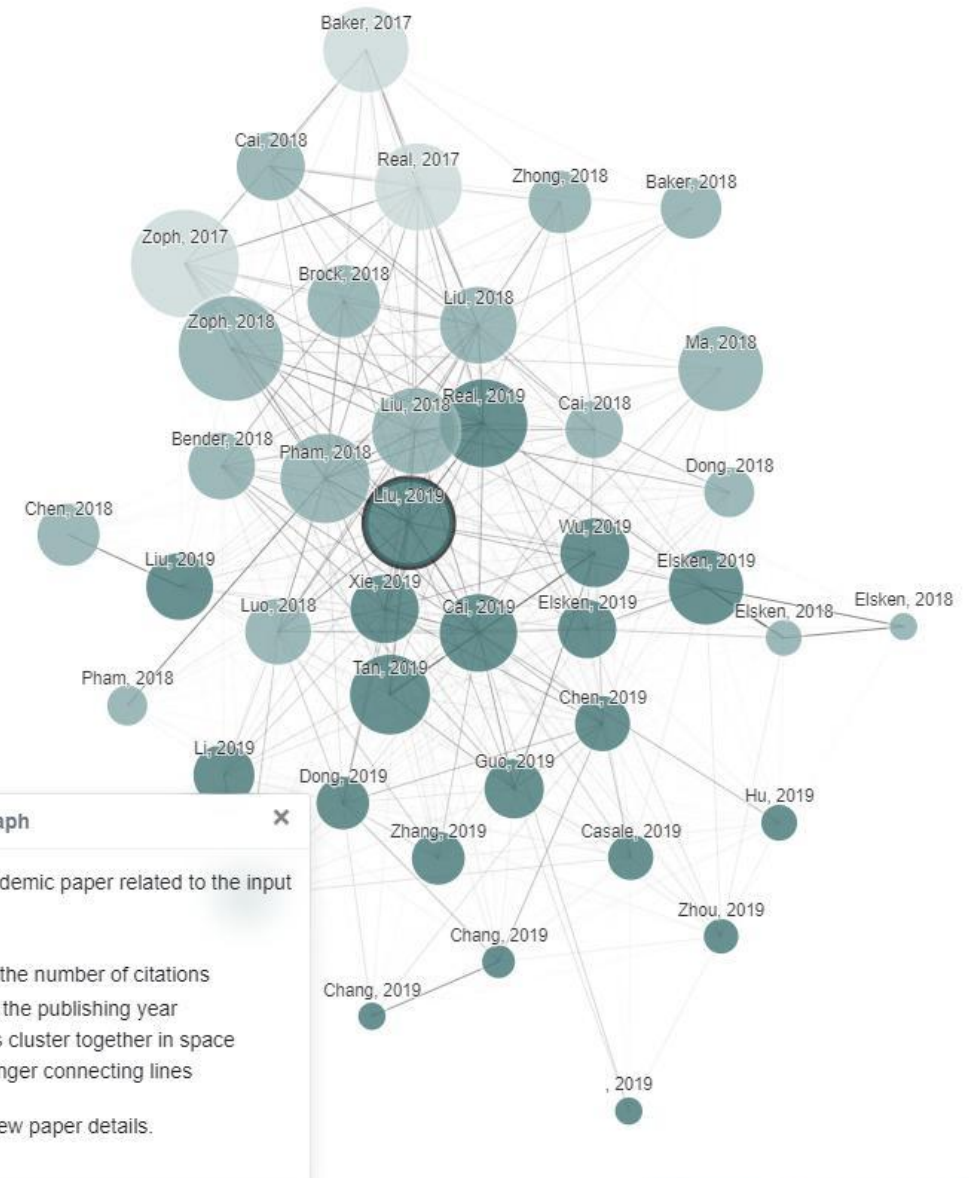 Baker, 2017
Cai, 2018
Real, 2017
Zhong, 2018
Baker, 2018
Zoph, 2017
Brock, 2018
Liu, 2018
Zoph, 2018
Ma, 2018
Liu, 2018
Real, 2019
Cai, 2018
Bender, 2018
Pham, 2018
Dong, 2018
Liu, 2019
Chen, 2018
Wu, 2019
Liu, 2019
Elsken, 2019
Xie, 2019
Luo, 2018
Cai, 2019
Elsken, 2019
Elsken, 2018
Elsken, 2018
Tan, 2019
Pham, 2018
Chen, 2019
Li, 2019
Dong, 2019
Guo, 2019
Hu, 2019
Zhang, 2019
Casale, 2019
Zhou, 2019
Chang, 2019
Chang, 2019
, 2019
aph
×
demic paper related to the input
the number of citations
the publishing year
s cluster together in space
nger connecting lines
ew paper details.